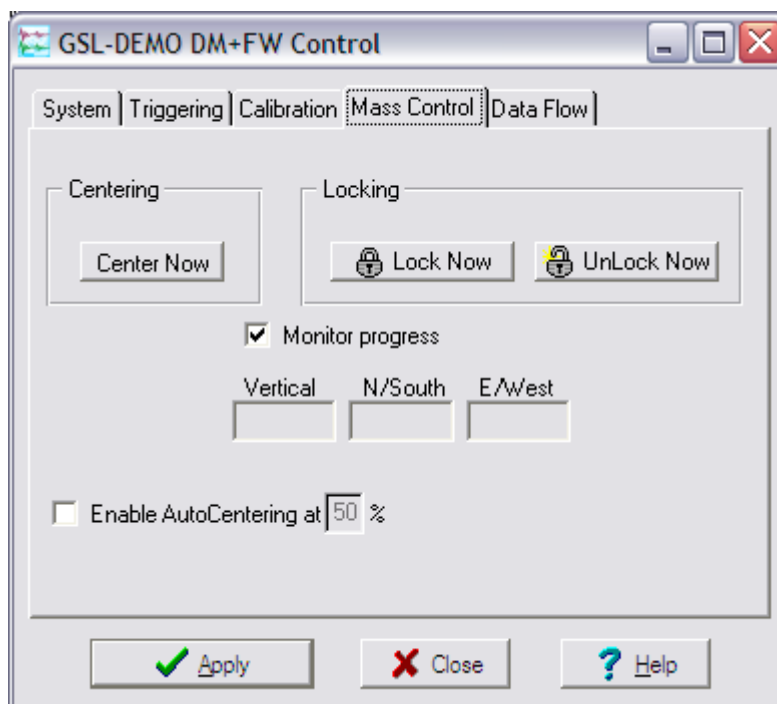 GSL-DEMO DM+FW Control
System Triggering Calibration Mass Control Data Flow
Centering Locking
Center Now Lock Now UnLock Now
Monitor progress
Vertical N/South E/West
Enable AutoCentering at 50 %
Apply Close Help